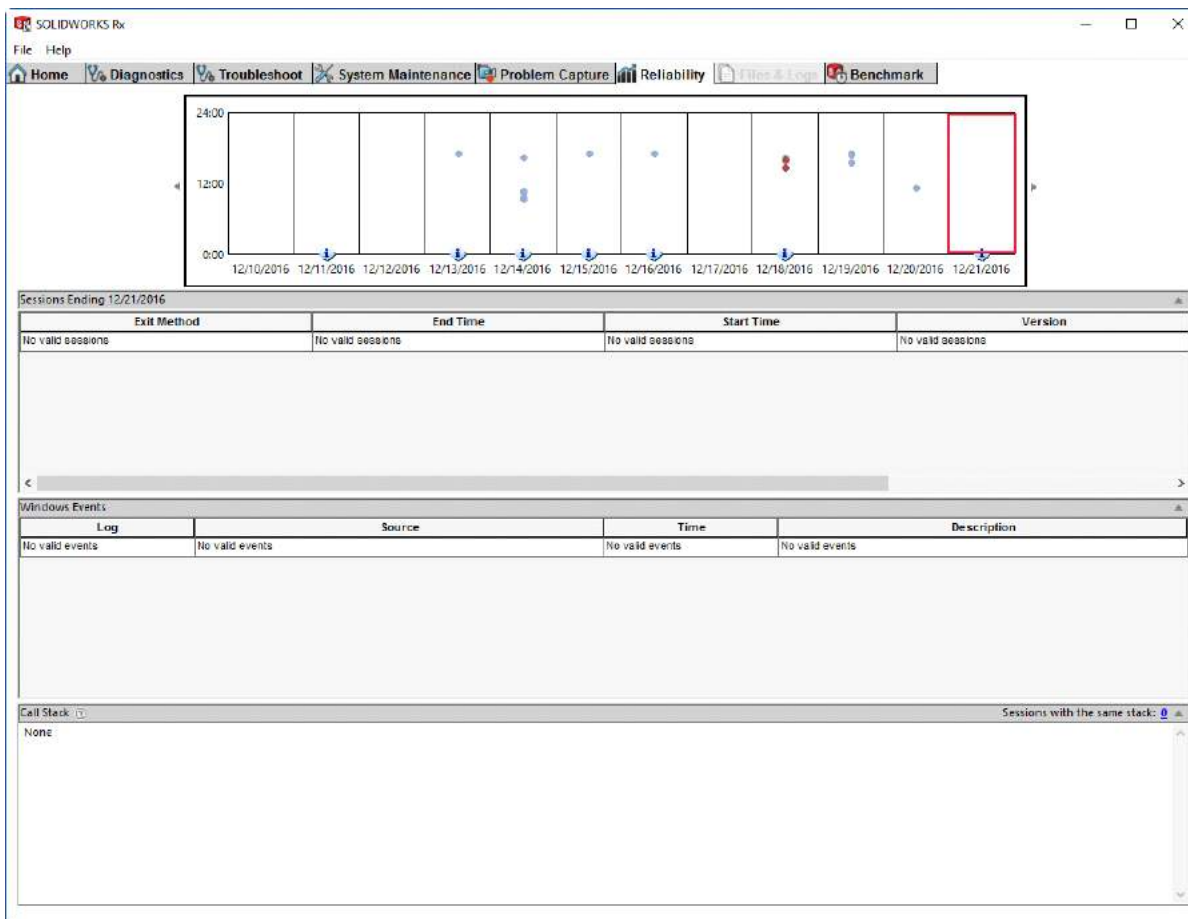 SOLIDWORKS Rx
File Help
Home Diagnostics Troubleshoot System Maintenance Problem Capture Reliability Files & Logs Benchmark
24:00
12:00
0:00
12/10/2016 12/11/2016 12/12/2016 12/13/2016 12/14/2016 12/15/2016 12/16/2016 12/17/2016 12/18/2016 12/19/2016 12/20/2016 12/21/2016
Sessions Ending 12/21/2016
Exit Method End Time Start Time Version
No valid sessions No valid sessions No valid sessions No valid sessions
Windows Events
Log Source Time Description
No valid events No valid events No valid events No valid events
Call Stack ? Sessions with the same stack: 0
None